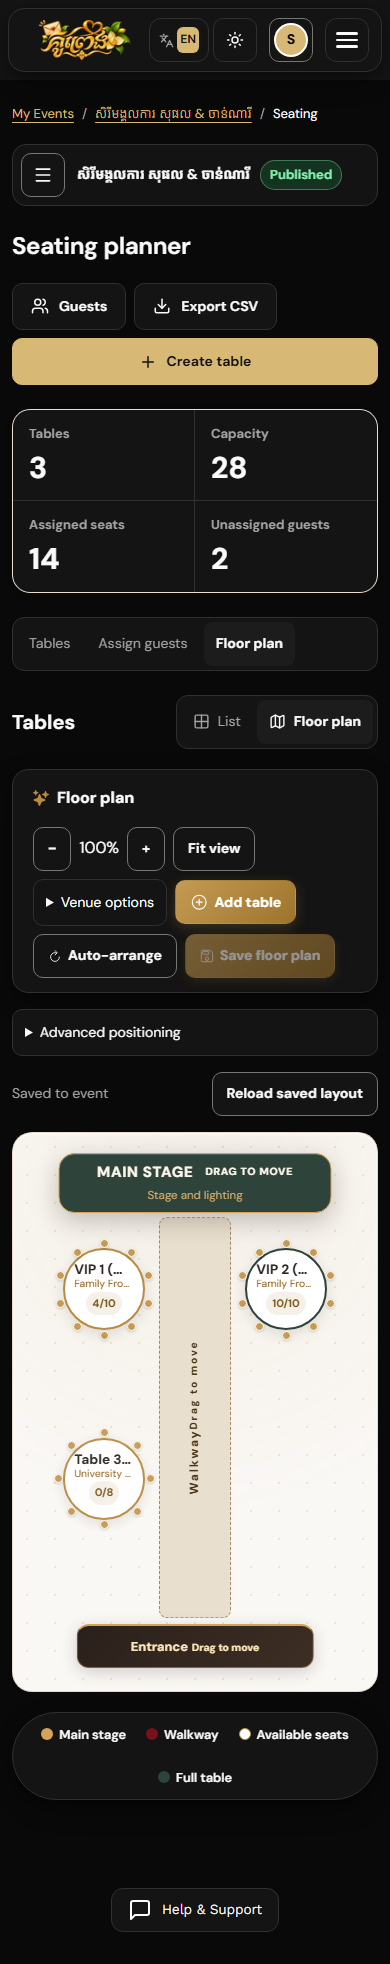 គូព្រេង
EN
S
My Events / សិរីមង្គលការ សុផល & ចាន់ណារី / Seating
សិរីមង្គលការ សុផល & ចាន់ណារី Published
Seating planner
Guests
Export CSV
Create table
Tables
3
Capacity
28
Assigned seats
14
Unassigned guests
2
Tables Assign guests Floor plan
Tables
List Floor plan
Floor plan
- 100% + Fit view
Venue options
Add table
Auto-arrange
Save floor plan
Advanced positioning
Saved to event
Reload saved layout
MAIN STAGE DRAG TO MOVE
Stage and lighting
VIP 1 (...
Family Fro...
4/10
VIP 2 (...
Family Fro...
10/10
Walkway Drag to move
Table 3...
University ...
0/8
Entrance Drag to move
Main stage Walkway Available seats
Full table
Help & Support